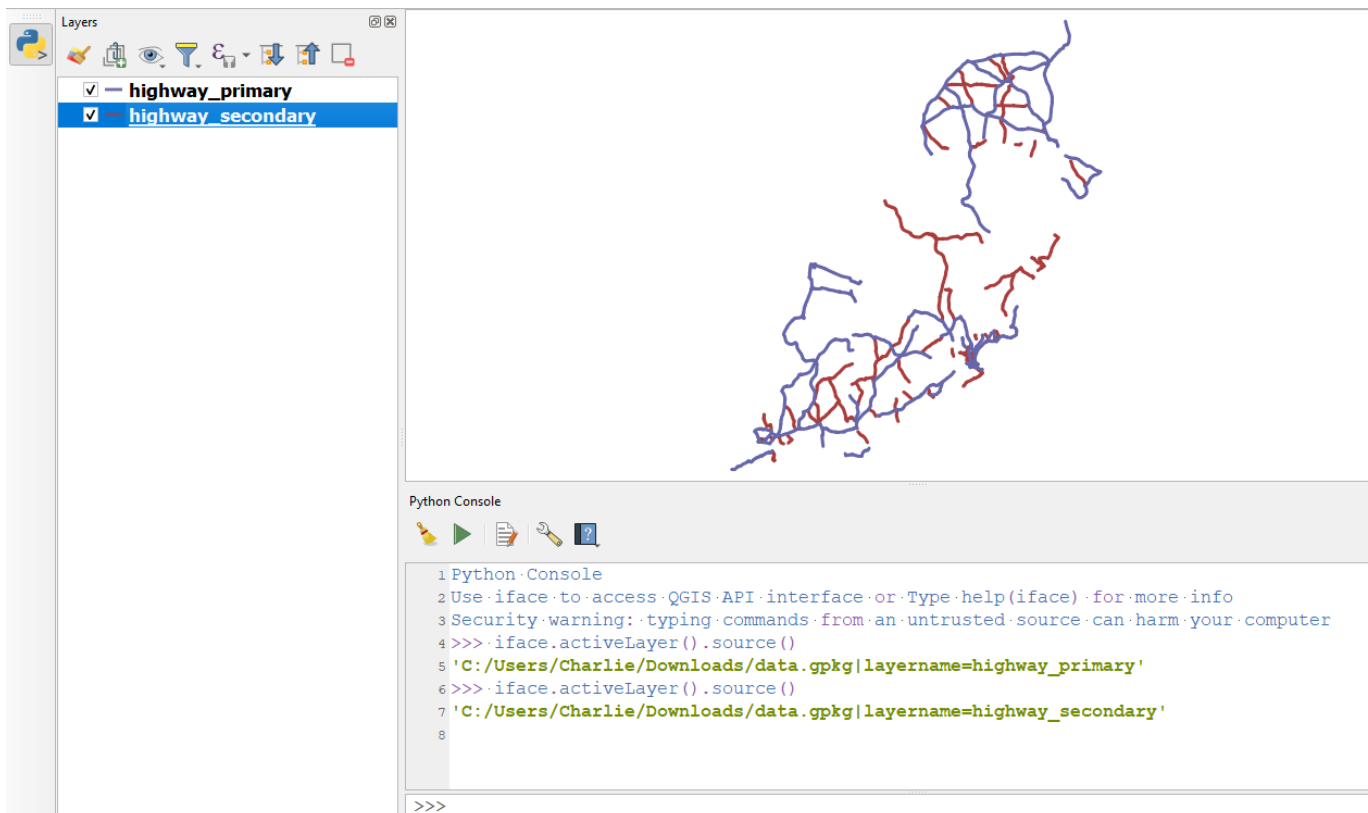 Layers
highway_primary
highway_secondary
Python Console
1 Python·Console
2 Use·iface·to·access·QGIS·API·interface·or·Type·help(iface)·for·more·info
3 Security·warning:·typing·commands·from·an·untrusted·source·can·harm·your·computer
4 >>>·iface.activeLayer().source()
5 'C:/Users/Charlie/Downloads/data.gpkg|layername=highway_primary'
6 >>>·iface.activeLayer().source()
7 'C:/Users/Charlie/Downloads/data.gpkg|layername=highway_secondary'
8
>>>